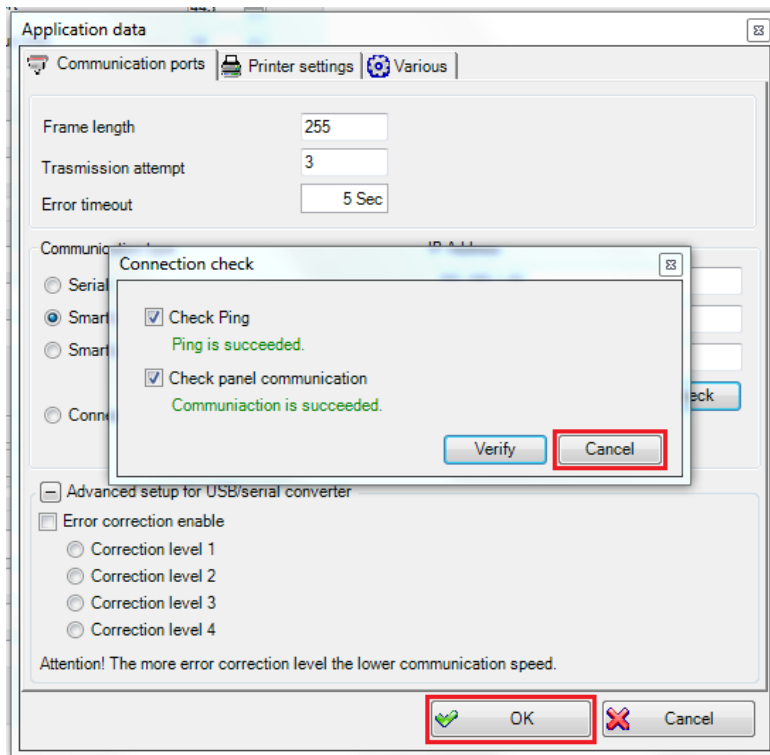 Application data
Communication ports Printer settings Various
Frame length 255
Trasmission attempt 3
Error timeout 5 Sec
Connection check
Serial
Smart
Check Ping
Ping is succeeded.
Smart
Check panel communication
Communiaction is succeeded.
Verify Cancel
Advanced setup for USB/serial converter
Error correction enable
Correction level 1
Correction level 2
Correction level 3
Correction level 4
Attention! The more error correction level the lower communication speed.
OK Cancel